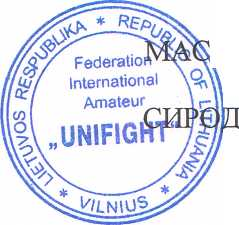 LIETUVOS RESPUBLIKA * REPUBLIC OF LITHUANIA * VILNIUS *
Federation
International
Amateur
„UNIFIGHT"
МАС
СИРОД